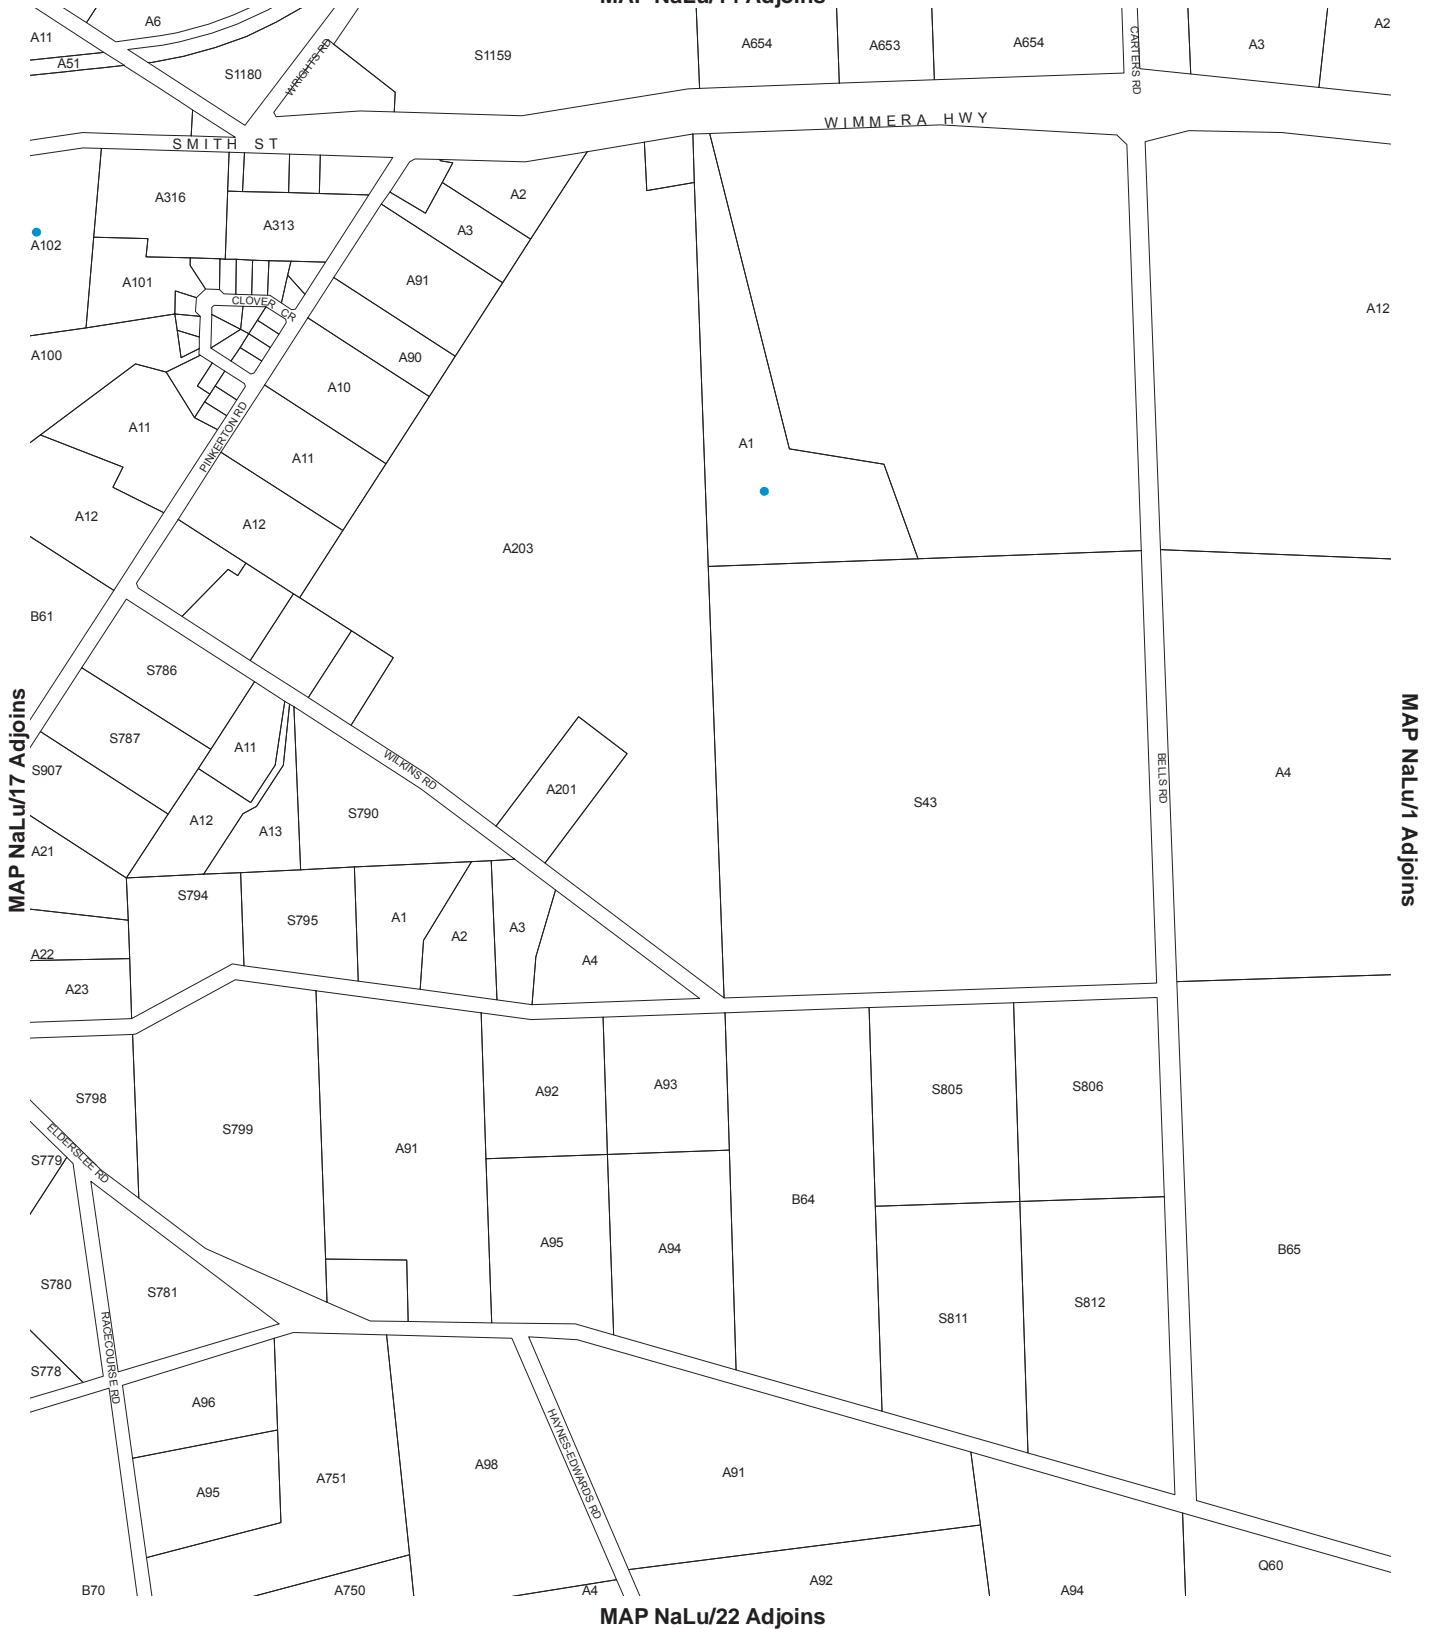 MAP NaLu/14 Adjoins
A6
A11
A51
S1180
WRIGHTS RD
S1159
A654
A653
A654
CARTERS RD
A3
A2
WIMMERA HWY
SMITH ST
A316
A313
A102
A101
A2
A3
A91
A12
CLOVER CR
A100
A90
A10
A11
PINKERTON RD
A11
A1
A12
A12
A203
B61
S786
S787
A11
S907
WILKINS RD
BELLS RD
A4
A201
S43
A12
A13
S790
A21
S794
S795
A1
A2
A3
A4
A22
A23
MAP NaLu/17 Adjoins
MAP NaLu/1 Adjoins
S798
S799
A91
A92
A93
S805
S806
ELDERSLEE RD
S779
B64
A95
A94
B65
S780
S781
S811
S812
RACECOURSE RD
S778
A96
A95
A751
A98
HAYNES-EDWARDS RD
A91
B70
A750
A4
A92
A94
Q60
MAP NaLu/22 Adjoins